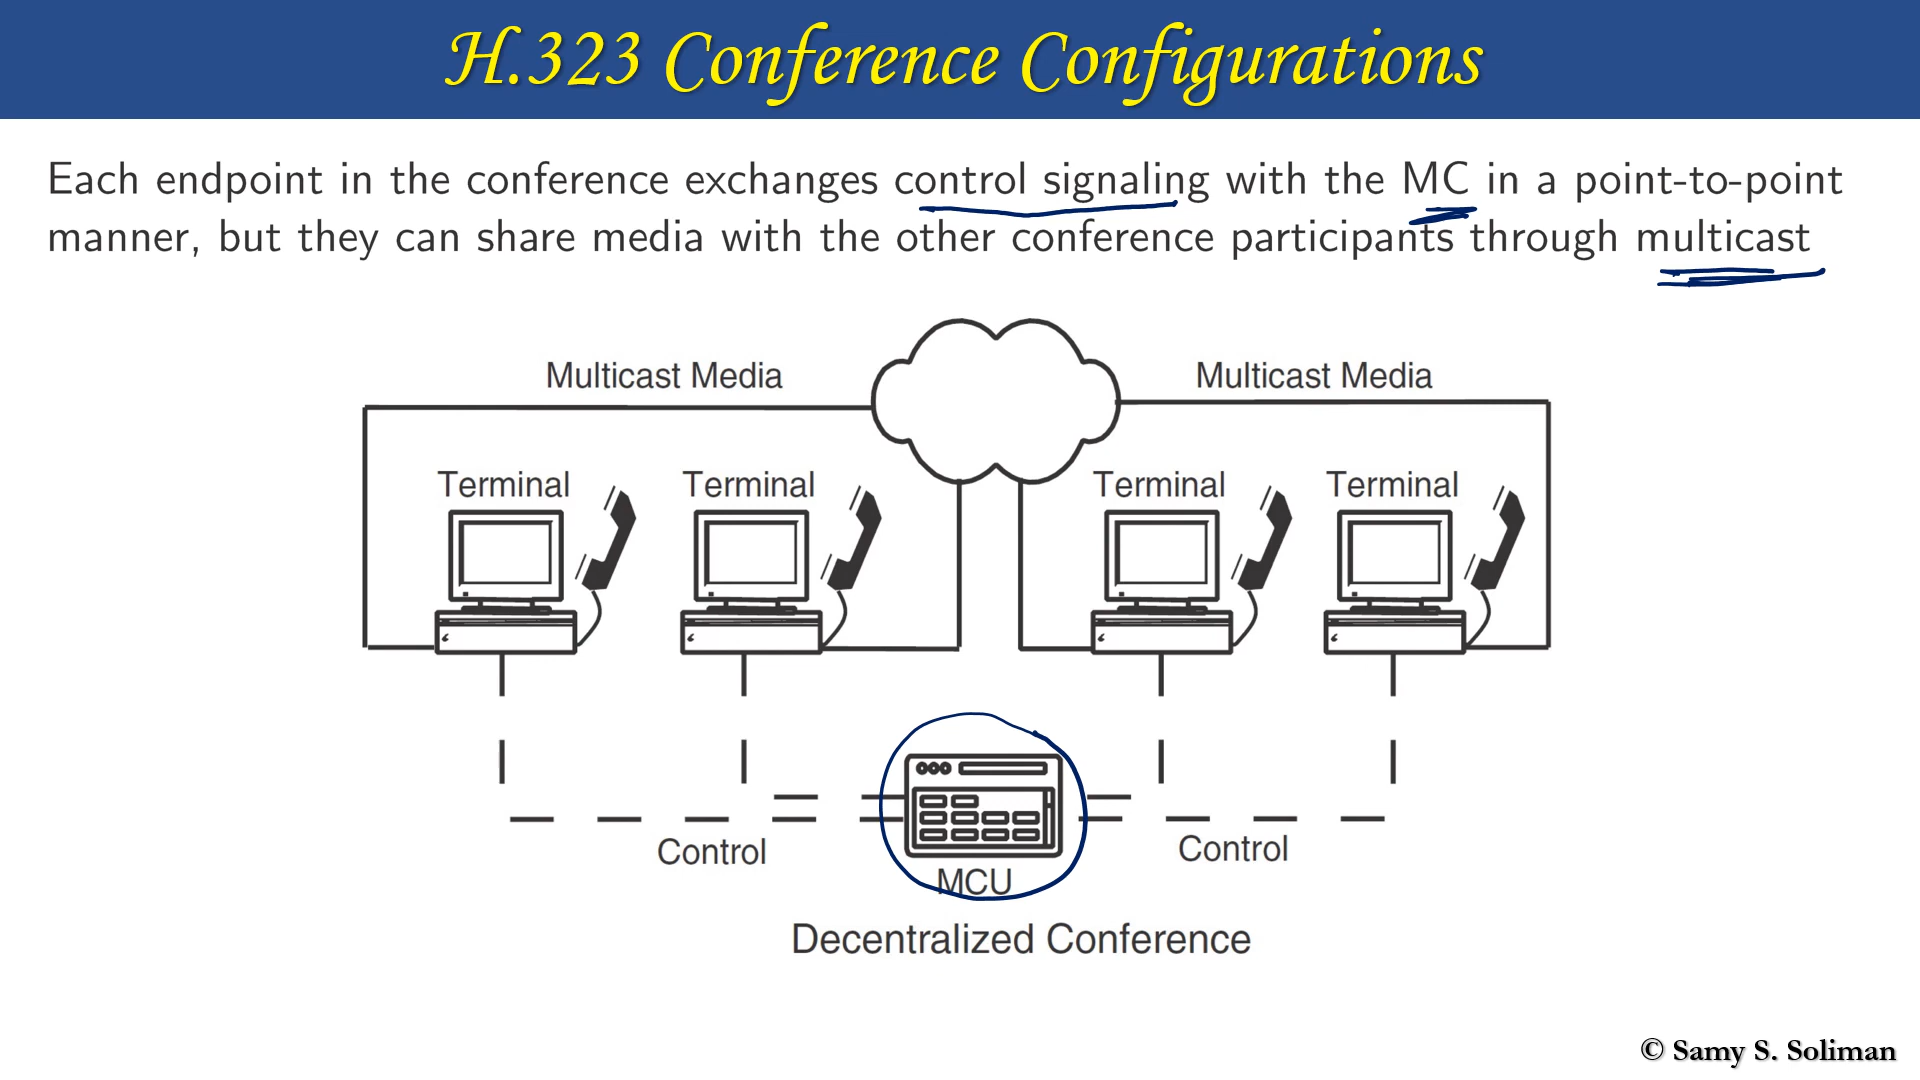 H.323 Conference Configurations
Each endpoint in the conference exchanges control signaling with the MC in a point-to-point
manner, but they can share media with the other conference participants through multicast
Multicast Media
Multicast Media
Terminal
Terminal
Terminal
Terminal
Control
Control
MCU
Decentralized Conference
© Samy S. Soliman